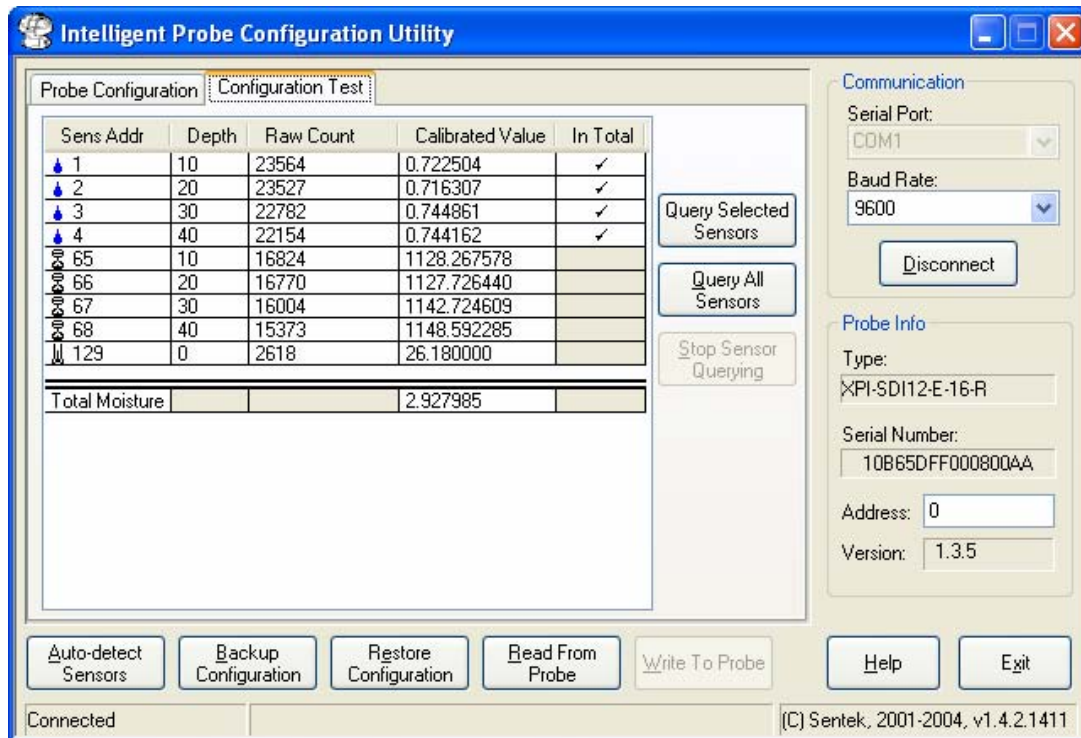 Intelligent Probe Configuration Utility
Probe Configuration Configuration Test
Sens Addr Depth Raw Count Calibrated Value In Total
1 10 23564 0.722504 ✓
2 20 23527 0.716307 ✓
3 30 22782 0.744861 ✓
4 40 22154 0.744162 ✓
65 10 16824 1128.267578
66 20 16770 1127.726440
67 30 16004 1142.724609
68 40 15373 1148.592285
129 0 2618 26.180000
Total Moisture 2.927985
Query Selected
Sensors
Query All
Sensors
Stop Sensor
Querying
Communication
Serial Port:
COM1
Baud Rate:
9600
Disconnect
Probe Info
Type:
XPI-SDI12-E-16-R
Serial Number:
10B65DFF000800AA
Address: 0
Version: 1.3.5
Auto-detect
Sensors
Backup
Configuration
Restore
Configuration
Read From
Probe
Write To Probe
Help
Exit
Connected
(C) Sentek, 2001-2004, v1.4.2.1411